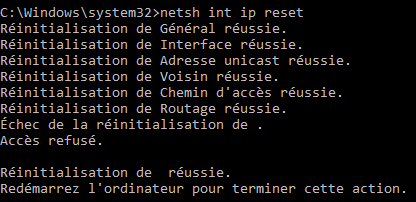 C:\Windows\system32>netsh int ip reset
Réinitialisation de Général réussie.
Réinitialisation de Interface réussie.
Réinitialisation de Adresse unicast réussie.
Réinitialisation de Voisin réussie.
Réinitialisation de Chemin d'accès réussie.
Réinitialisation de Routage réussie.
Échec de la réinitialisation de .
Accès refusé.
Réinitialisation de  réussie.
Redémarrez l'ordinateur pour terminer cette action.